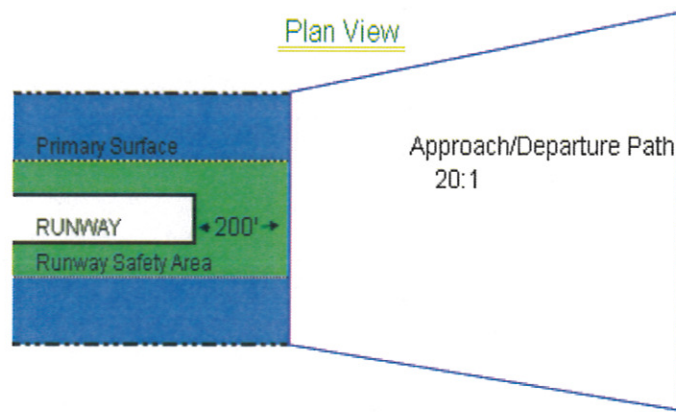 Plan View
Primary Surface
Approach/Departure Path
20:1
RUNWAY
200'
Runway Safety Area